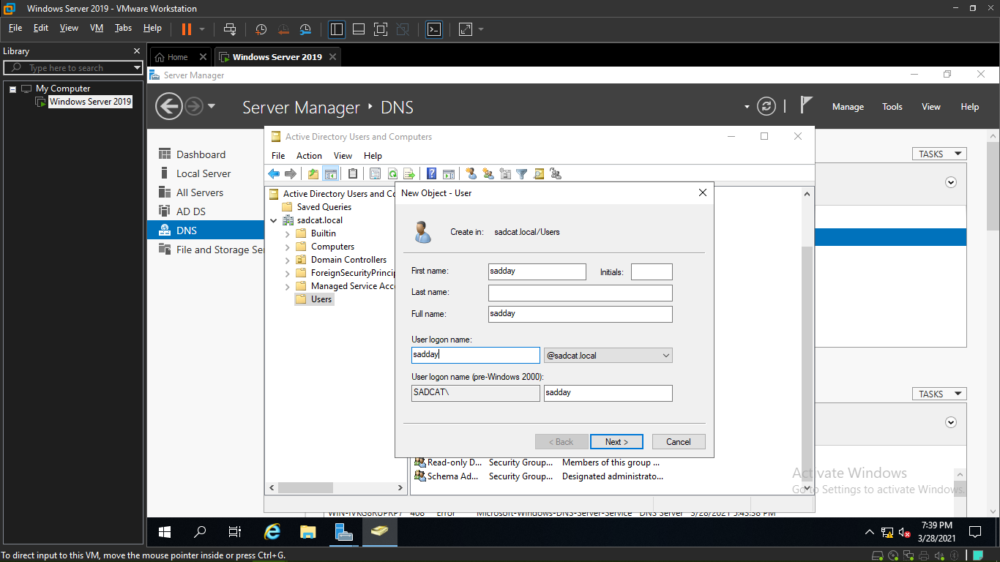 Windows Server 2019 - VMware Workstation
File Edit View VM Tabs Help
Library
Home Windows Server 2019
Type here to search
Server Manager
My Computer
Windows Server 2019
Server Manager DNS
Manage Tools View Help
Active Directory Users and Computers
Dashboard
Local Server
All Servers
AD DS
DNS
File and Storage Se
TASKS
File Action View Help
Active Directory Users and Co
Saved Queries
sadcat.local
Builtin
Computers
Domain Controllers
ForeignSecurityPrincip
Managed Service Acc
Users
New Object - User
Create in: sadcat.local/Users
First name: sadday Initials:
Last name:
Full name: sadday
User logon name:
sadday @sadcat.local
User logon name (pre-Windows 2000):
SADCAT\ sadday
< Back Next > Cancel
TASKS
Read-only D... Security Group... Members of this group ...
Schema Ad... Security Group... Designated administrato...
Activate Windows
Go to Settings to activate Windows.
408 Error Microsoft-Windows-DNS-Server-Service DNS Server 3/28/2021 5:43:58 PM
7:39 PM
3/28/2021
To direct input to this VM, move the mouse pointer inside or press Ctrl+G.